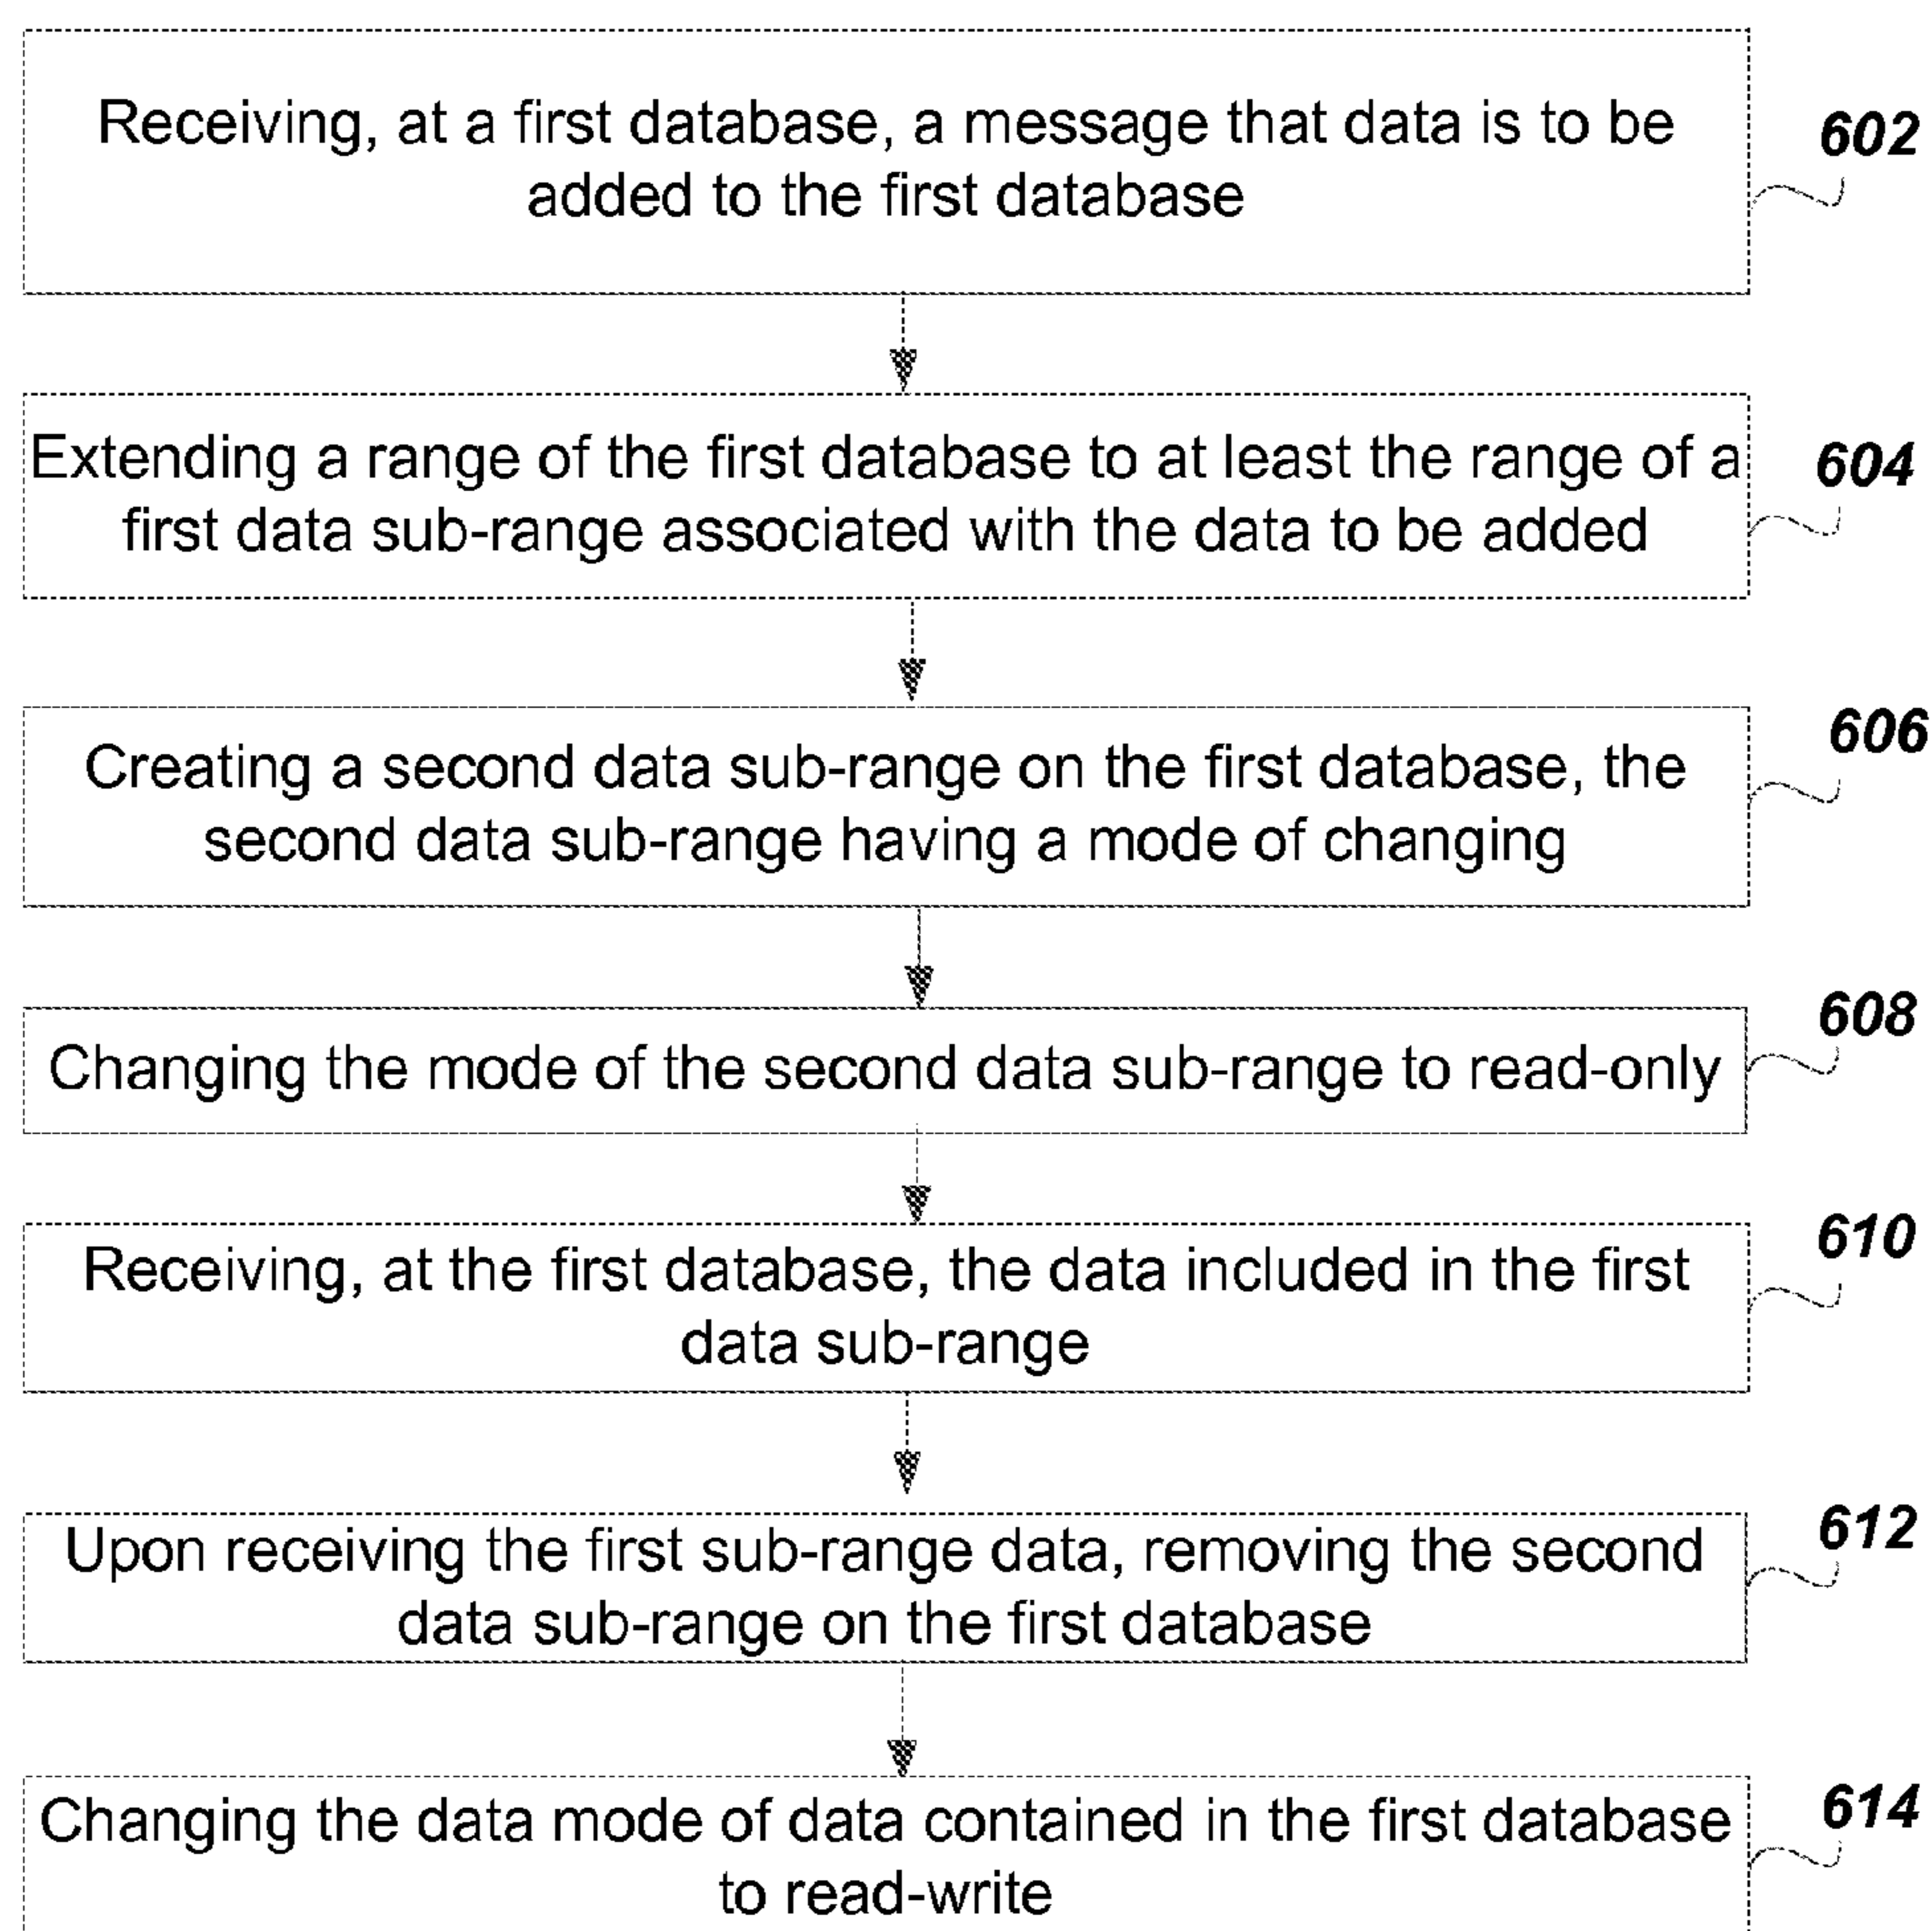 Receiving, at a first database, a message that data is to be
added to the first database
602
Extending a range of the first database to at least the range of a
first data sub-range associated with the data to be added
604
Creating a second data sub-range on the first database, the
second data sub-range having a mode of changing
606
Changing the mode of the second data sub-range to read-only
608
Receiving, at the first database, the data included in the first
data sub-range
610
Upon receiving the first sub-range data, removing the second
data sub-range on the first database
612
Changing the data mode of data contained in the first database
to read-write
614